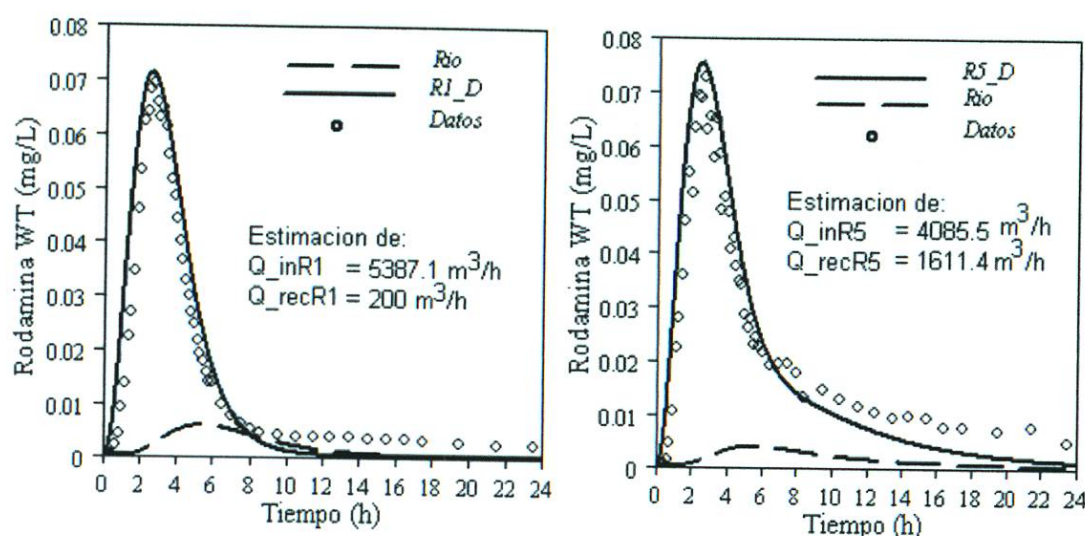 0.08
0.07
0.06
0.05
0.04
0.03
0.02
0.01
0
Rodamina WT (mg/L)
Rio
R1_D
Datos
Estimacion de:
Q_inR1 = 5387.1 m³/h
Q_recR1 = 200 m³/h
0 2 4 6 8 10 12 14 16 18 20 22 24
Tiempo (h)
0.08
0.07
0.06
0.05
0.04
0.03
0.02
0.01
0
Rodamina WT (mg/L)
R5_D
Rio
Datos
Estimacion de:
Q_inR5 = 4085.5 m³/h
Q_recR5 = 1611.4 m³/h
0 2 4 6 8 10 12 14 16 18 20 22 24
Tiempo (h)